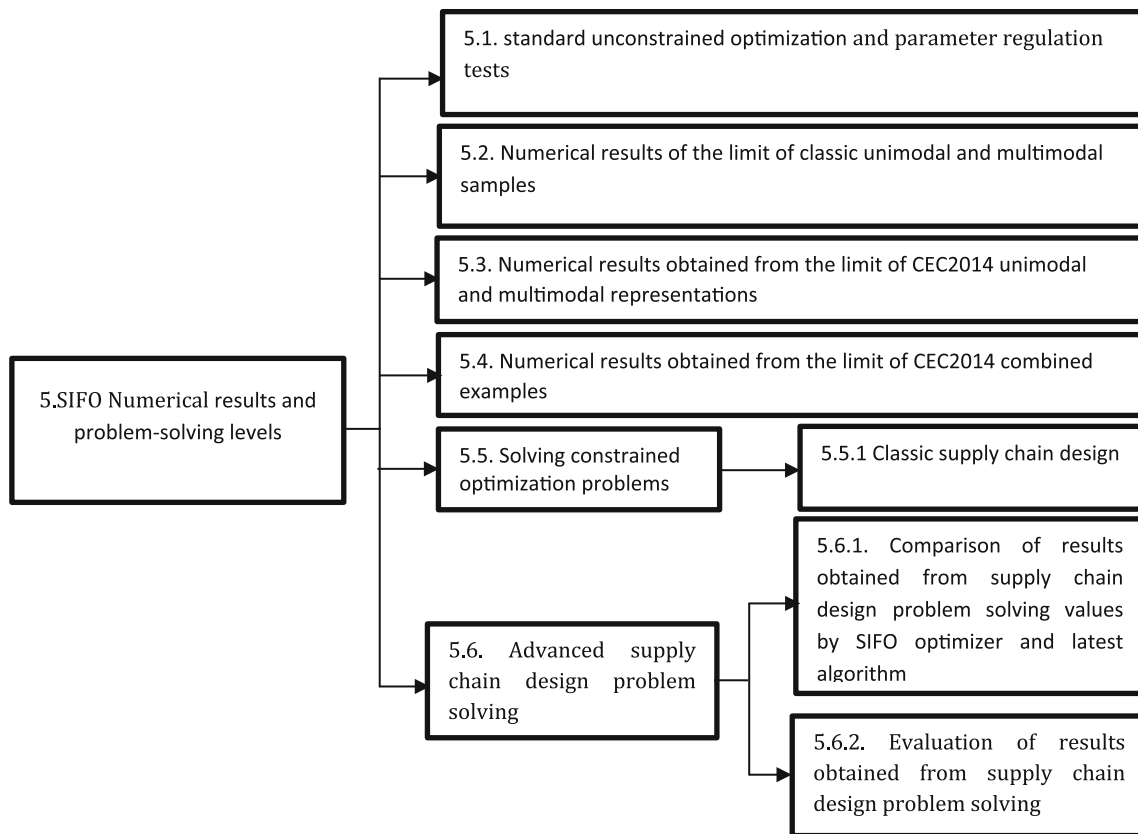 5.1. standard unconstrained optimization and parameter regulation
tests
5.2. Numerical results of the limit of classic unimodal and multimodal
samples
5.3. Numerical results obtained from the limit of CEC2014 unimodal
and multimodal representations
5.4. Numerical results obtained from the limit of CEC2014 combined
examples
5.SIFO Numerical results and
problem-solving levels
5.5. Solving constrained
optimization problems
5.5.1 Classic supply chain design
5.6. Advanced supply
chain design problem
solving
5.6.1. Comparison of results
obtained from supply chain
design problem solving values
by SIFO optimizer and latest
algorithm
5.6.2. Evaluation of results
obtained from supply chain
design problem solving